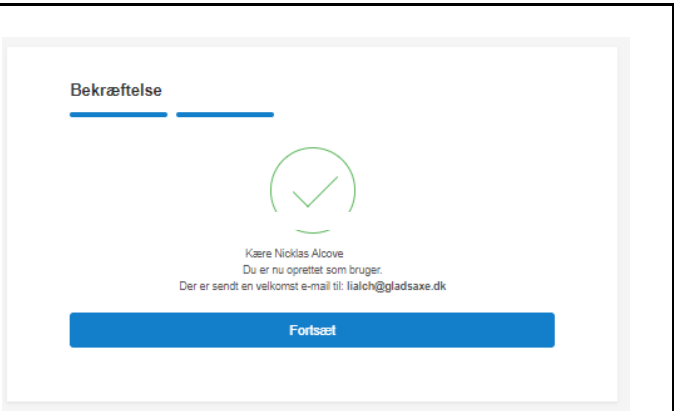 Bekræftelse
Kære Nicklas Alcove
Du er nu oprettet som bruger.
Der er sendt en velkomst e-mail til: lialch@gladsaxe.dk
Fortsæt